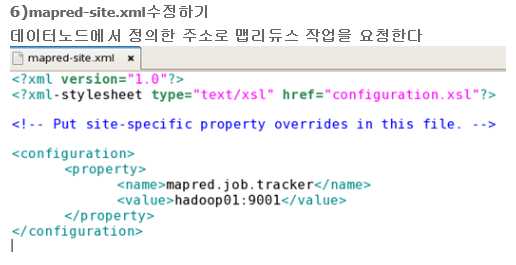 6)mapred-site.xml수정하기
데이터노드에서 정의한 주소로 맵리듀스 작업을 요청한다
mapred-site.xml ×
<?xml version="1.0"?>
<?xml-stylesheet type="text/xsl" href="configuration.xsl"?>
<!-- Put site-specific property overrides in this file. -->
<configuration>
<property>
<name>mapred.job.tracker</name>
<value>hadoop01:9001</value>
</property>
</configuration>